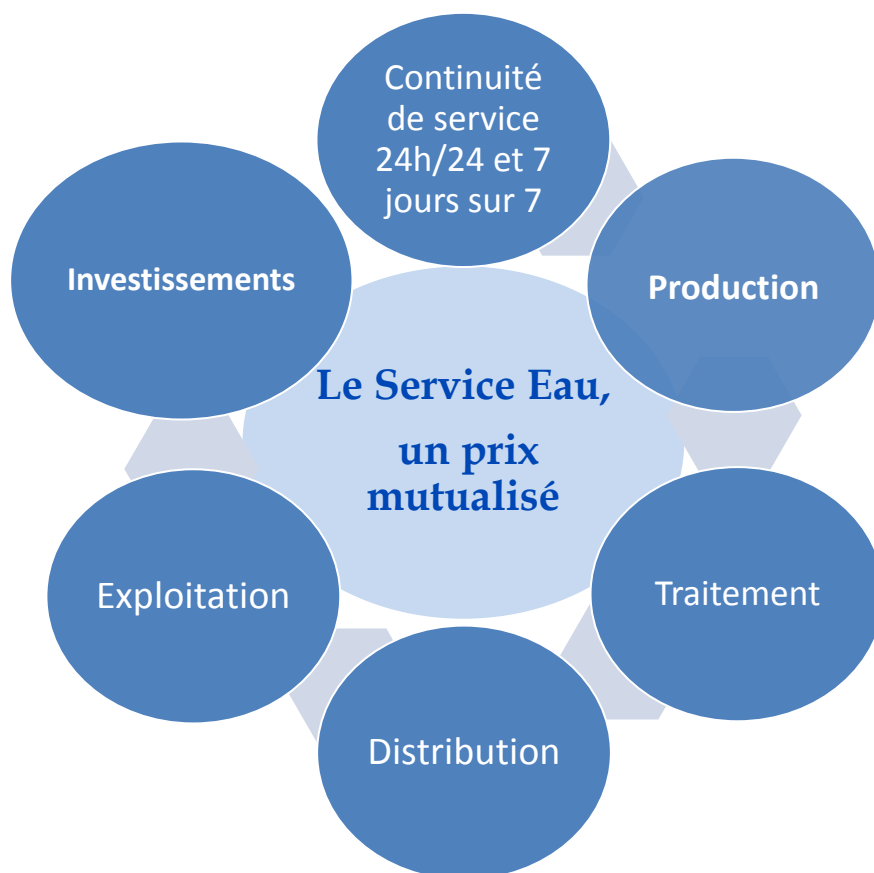 Continuité
de service
24h/24 et 7
jours sur 7
Production
Traitement
Distribution
Exploitation
Investissements
Le Service Eau,
un prix
mutualisé